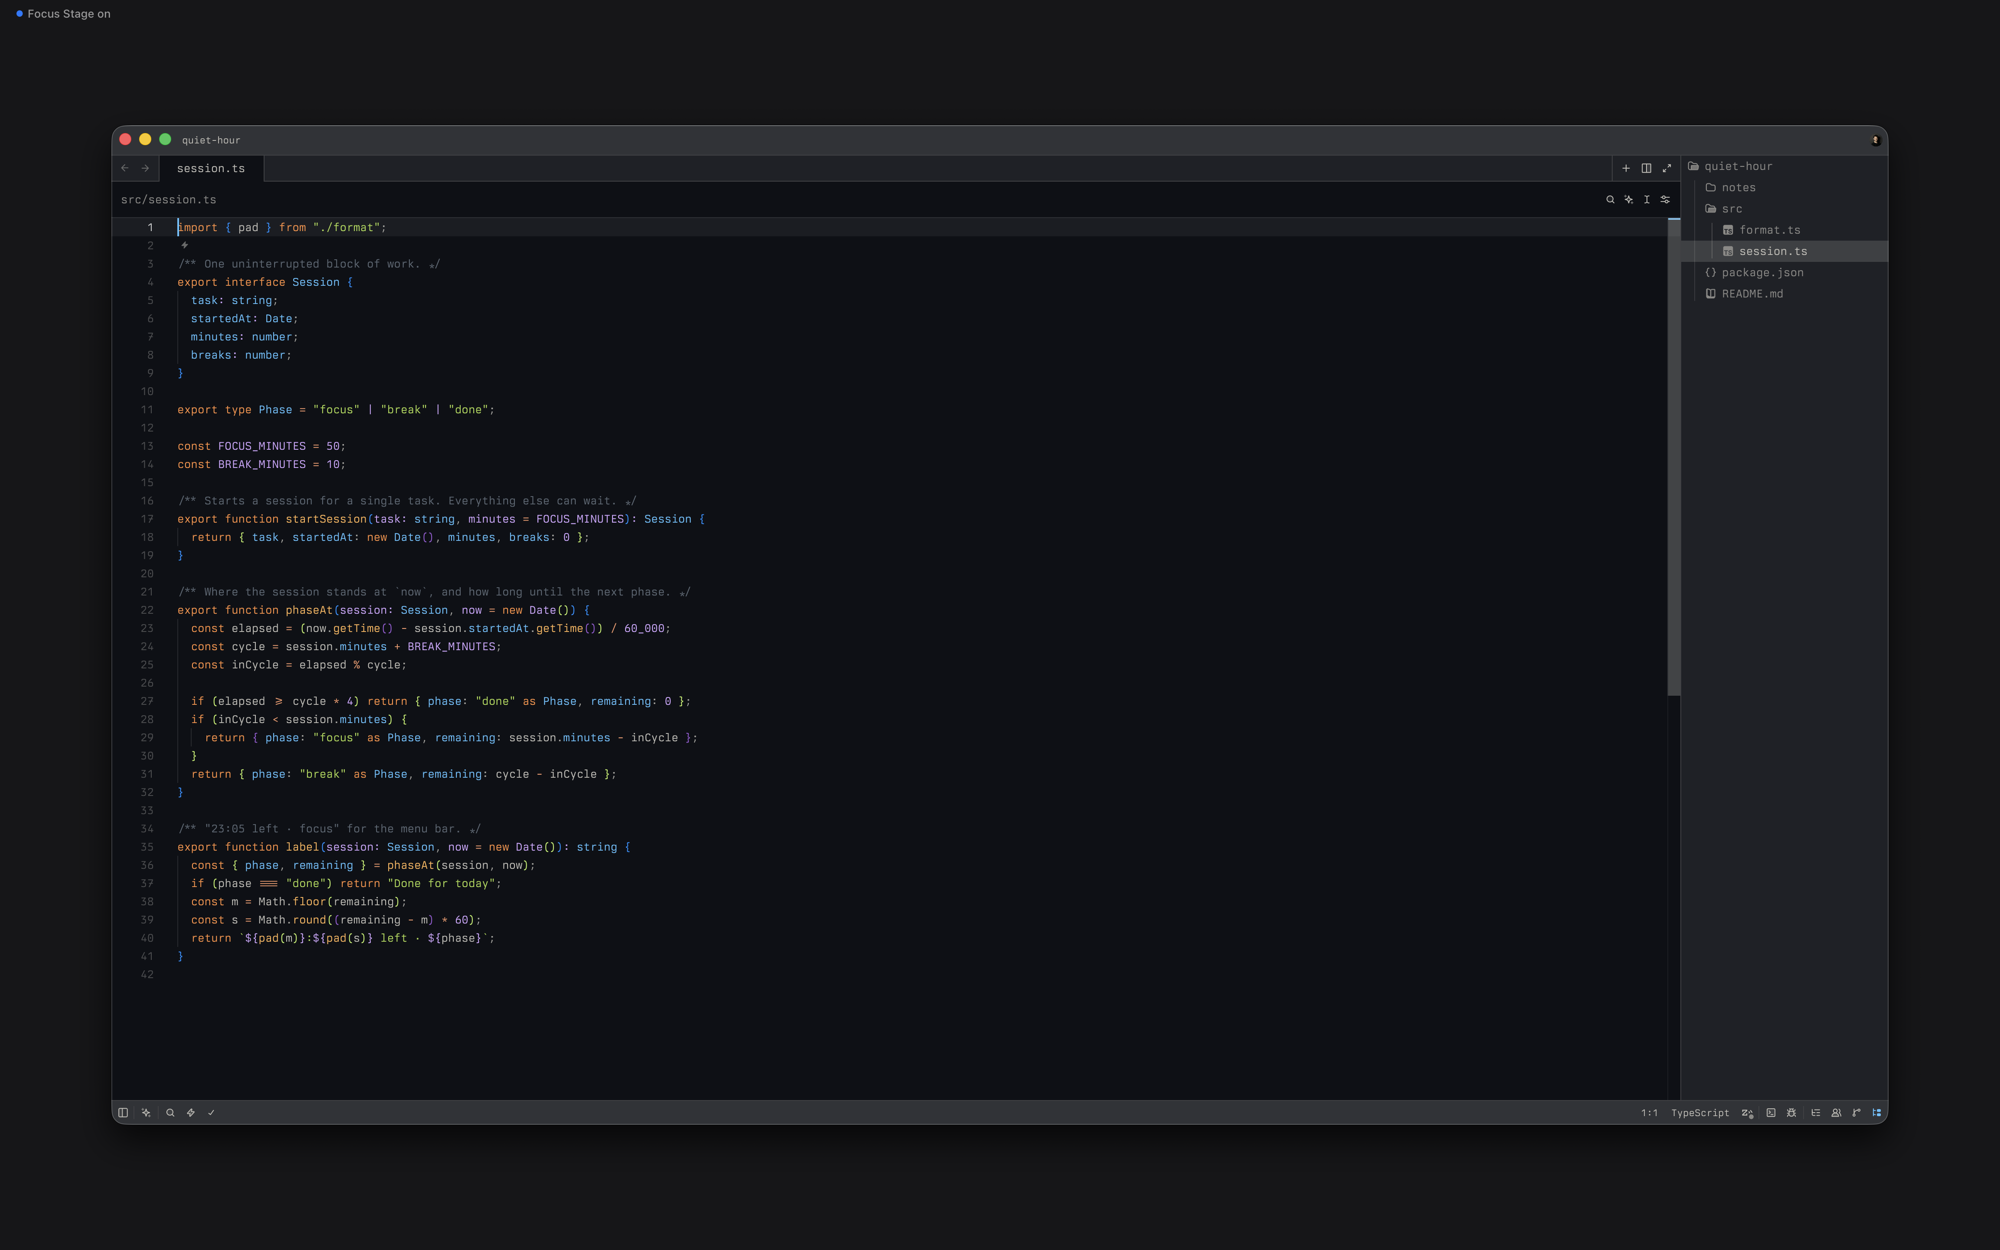 Focus Stage on
quiet-hour
session.ts
src/session.ts
1 import { pad } from "./format";
2
3 /** One uninterrupted block of work. */
4 export interface Session {
5 task: string;
6 startedAt: Date;
7 minutes: number;
8 breaks: number;
9 }
10
11 export type Phase = "focus" | "break" | "done";
12
13 const FOCUS_MINUTES = 50;
14 const BREAK_MINUTES = 10;
15
16 /** Starts a session for a single task. Everything else can wait. */
17 export function startSession(task: string, minutes = FOCUS_MINUTES): Session {
18 return { task, startedAt: new Date(), minutes, breaks: 0 };
19 }
20
21 /** Where the session stands at `now`, and how long until the next phase. */
22 export function phaseAt(session: Session, now = new Date()) {
23 const elapsed = (now.getTime() - session.startedAt.getTime()) / 60_000;
24 const cycle = session.minutes + BREAK_MINUTES;
25 const inCycle = elapsed % cycle;
26
27 if (elapsed >= cycle * 4) return { phase: "done" as Phase, remaining: 0 };
28 if (inCycle < session.minutes) {
29 return { phase: "focus" as Phase, remaining: session.minutes - inCycle };
30 }
31 return { phase: "break" as Phase, remaining: cycle - inCycle };
32 }
33
34 /** "23:05 left · focus" for the menu bar. */
35 export function label(session: Session, now = new Date()): string {
36 const { phase, remaining } = phaseAt(session, now);
37 if (phase === "done") return "Done for today";
38 const m = Math.floor(remaining);
39 const s = Math.round((remaining - m) * 60);
40 return `${pad(m)}:${pad(s)} left · ${phase}`;
41 }
42
quiet-hour
notes
src
format.ts
session.ts
package.json
README.md
1:1 TypeScript